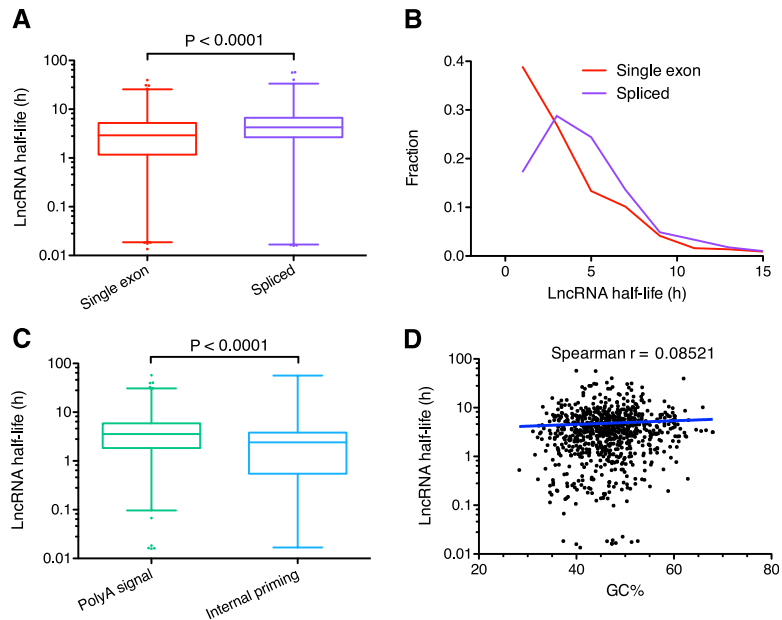 A
P < 0.0001
LncRNA half-life (h)
100
10
1
0.1
0.01
Single exon
Spliced
B
Single exon
Spliced
Fraction
0.4
0.3
0.2
0.1
0.0
0
5
10
15
LncRNA half-life (h)
C
P < 0.0001
LncRNA half-life (h)
100
10
1
0.1
0.01
PolyA signal
Internal priming
D
Spearman r = 0.08521
LncRNA half-life (h)
100
10
1
0.1
0.01
20
40
60
80
GC%